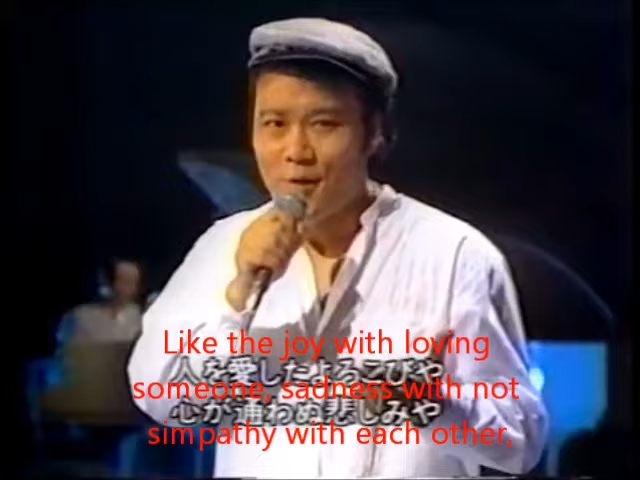 Like the joy with loving
人を愛したよろこびや
someone, sadness with not
心が通わぬ悲しみや
simpathy with each other,